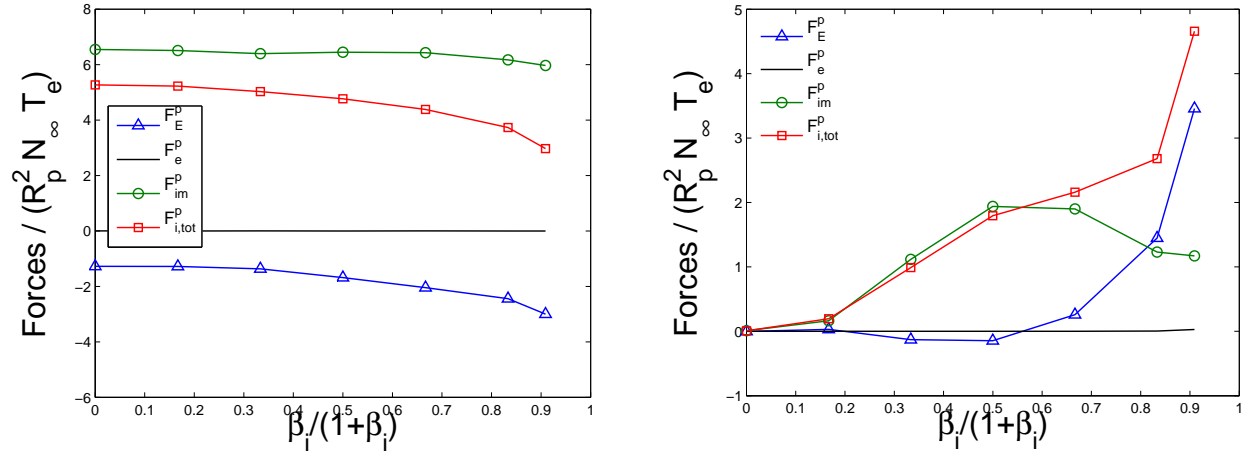 Forces / (R_p^2 N_∞ T_e)
8
6
4
2
0
−2
−4
−6
F_E^p
F_e^p
F_im^p
F_i,tot^p
0 0.1 0.2 0.3 0.4 0.5 0.6 0.7 0.8 0.9 1
β_i/(1+β_i)
Forces / (R_p^2 N_∞ T_e)
5
4
3
2
1
0
−1
F_E^p
F_e^p
F_im^p
F_i,tot^p
0 0.1 0.2 0.3 0.4 0.5 0.6 0.7 0.8 0.9 1
β_i/(1+β_i)